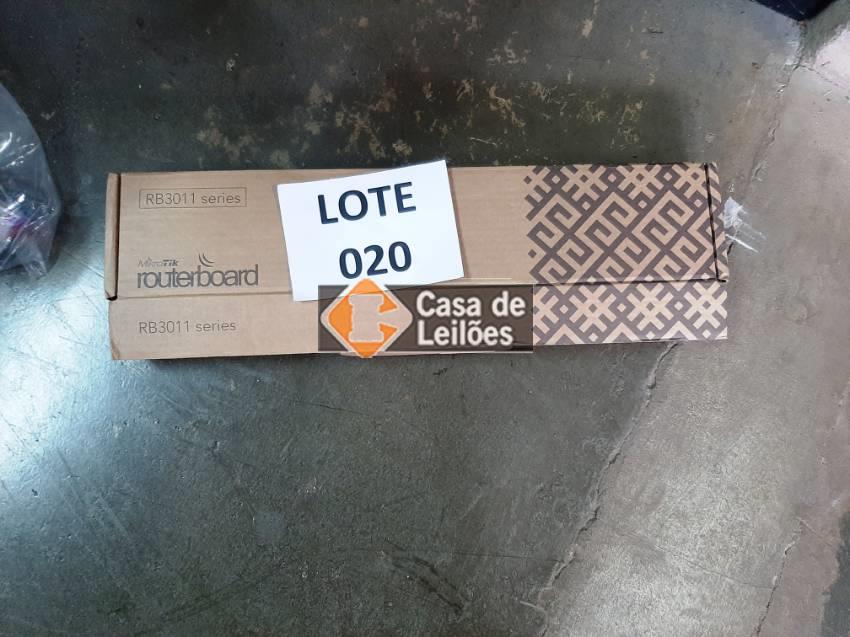 RB3011 series
LOTE
020
MikroTik
routerboard
RB3011 series
Casa de
Leilões